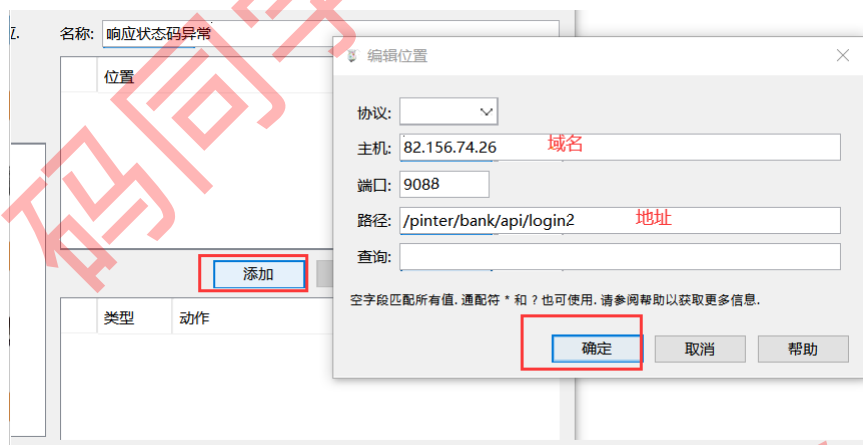 立.
名称: 响应状态码异常
编辑位置
位置
协议:
主机: 82.156.74.26 域名
端口: 9088
路径: /pinter/bank/api/login2 地址
查询:
添加
空字段匹配所有值. 通配符 * 和 ? 也可使用. 请参阅帮助以获取更多信息.
类型 动作
确定 取消 帮助
码同学